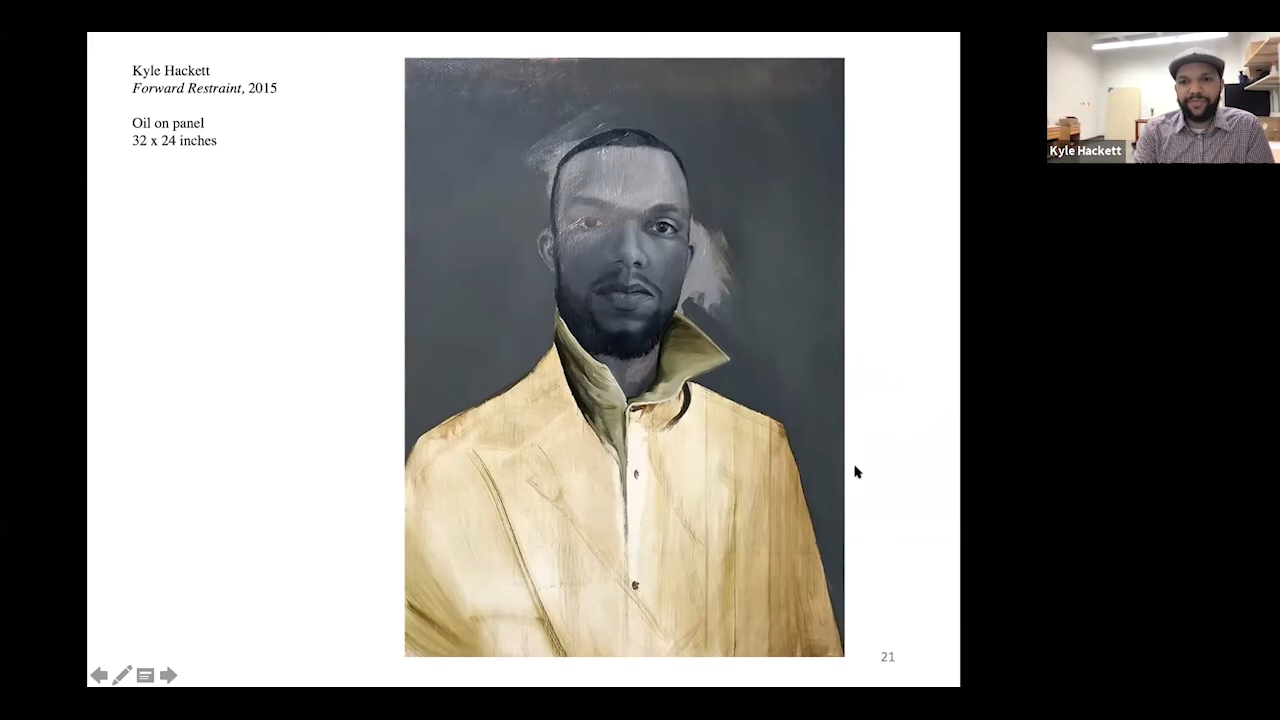 Kyle Hackett
Forward Restraint, 2015
Oil on panel
32 x 24 inches
Kyle Hackett
21